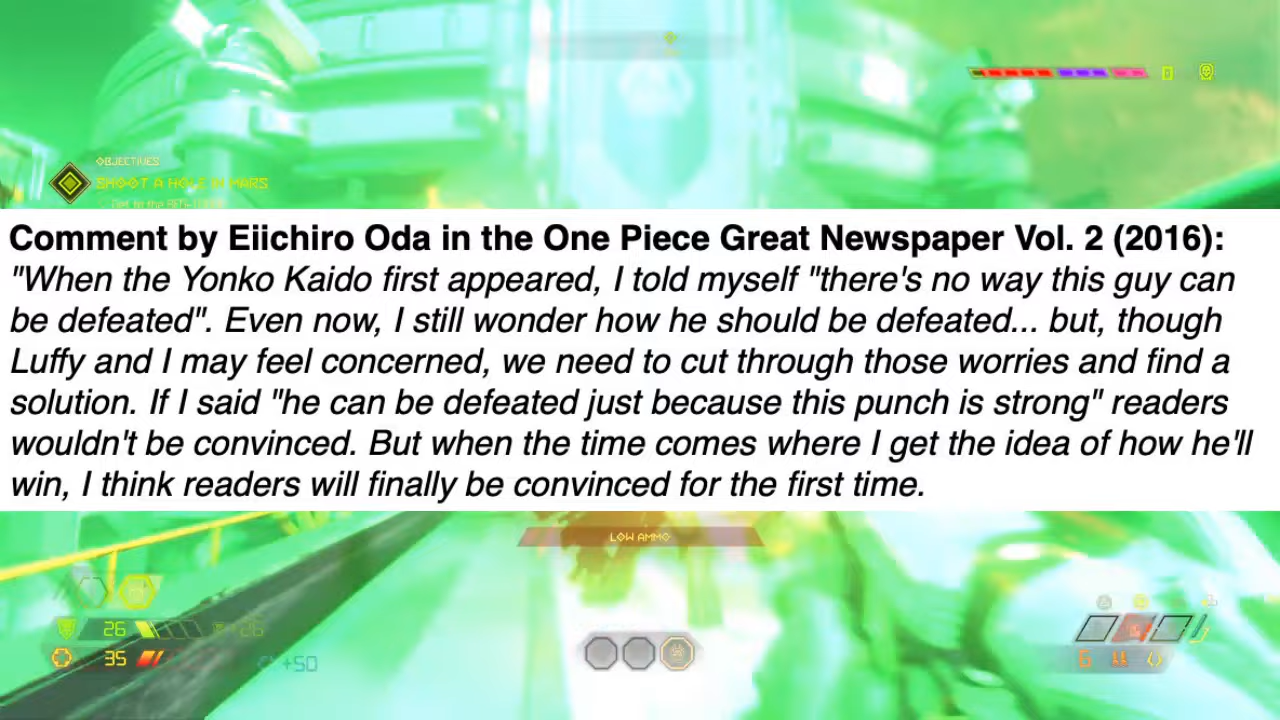 OBJECTIVES
SHOOT A HOLE IN MARS
Comment by Eiichiro Oda in the One Piece Great Newspaper Vol. 2 (2016):
"When the Yonko Kaido first appeared, I told myself "there's no way this guy can
be defeated". Even now, I still wonder how he should be defeated... but, though
Luffy and I may feel concerned, we need to cut through those worries and find a
solution. If I said "he can be defeated just because this punch is strong" readers
wouldn't be convinced. But when the time comes where I get the idea of how he'll
win, I think readers will finally be convinced for the first time.
LOW AMMO
26
35
+50
6